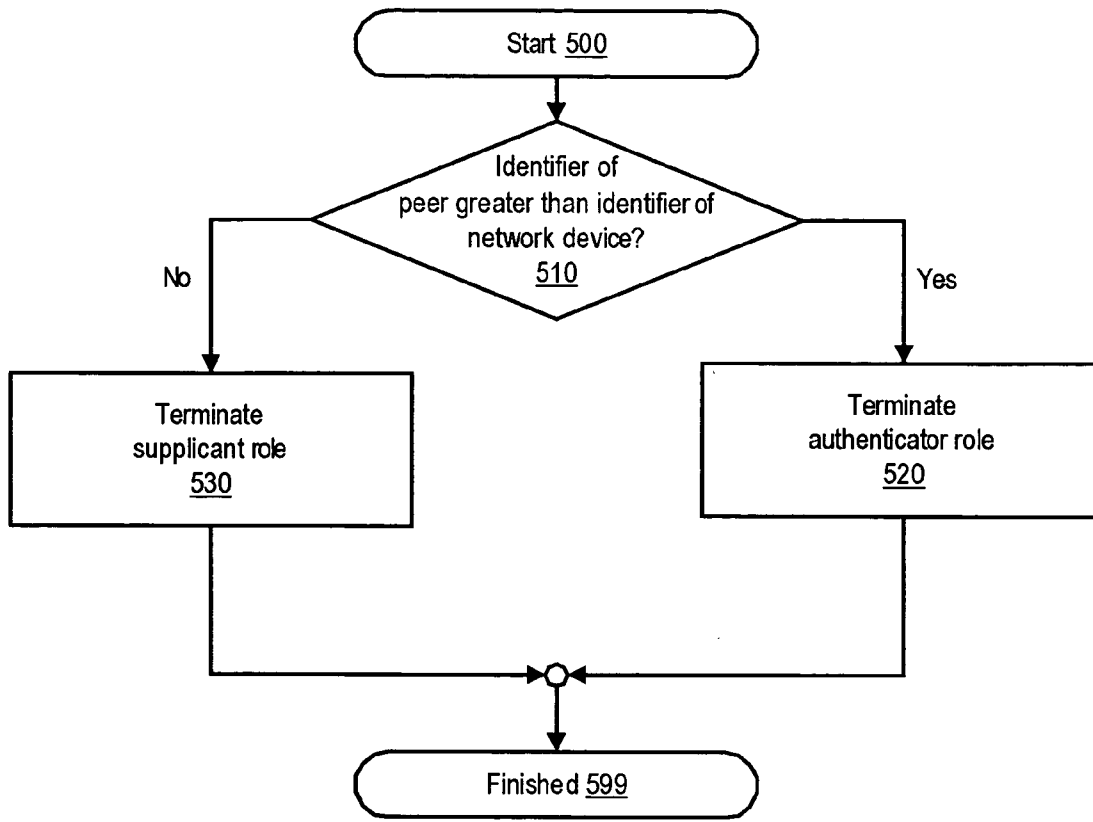 Start 500
Identifier of
peer greater than identifier of
network device?
510
No
Yes
Terminate
supplicant role
530
Terminate
authenticator role
520
Finished 599